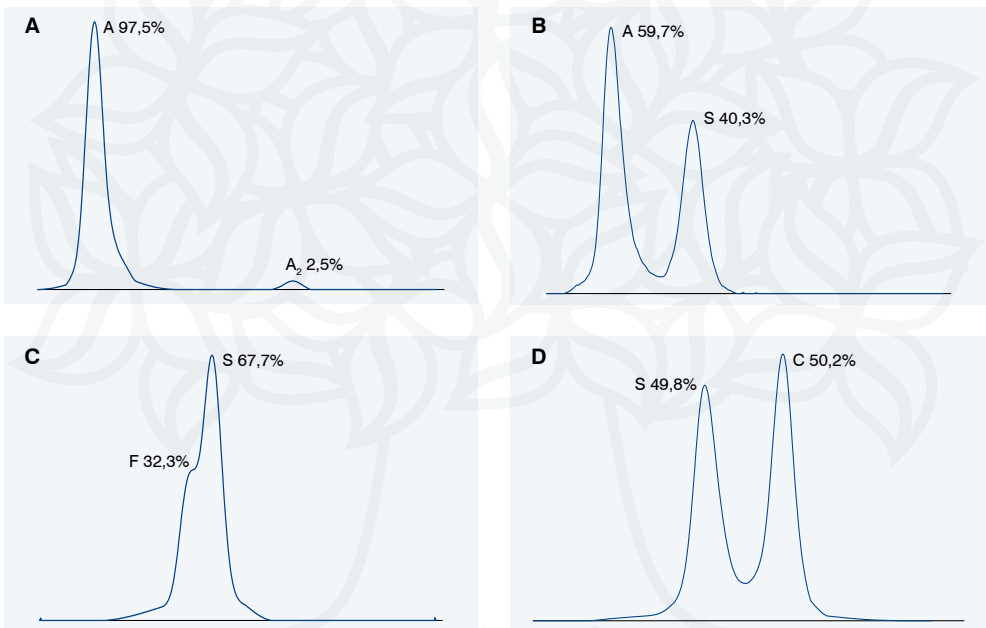 A
A 97,5%
A₂ 2,5%
B
A 59,7%
S 40,3%
C
S 67,7%
F 32,3%
D
C 50,2%
S 49,8%